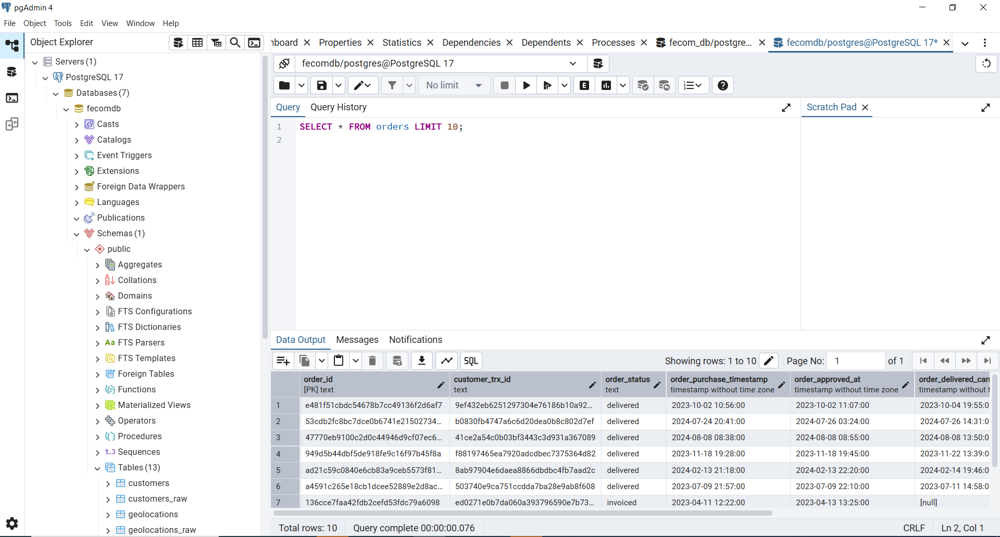 pgAdmin 4
File Object Tools Edit View Window Help
Object Explorer
Servers (1)
PostgreSQL 17
Databases (7)
fecomdb
Casts
Catalogs
Event Triggers
Extensions
Foreign Data Wrappers
Languages
Publications
Schemas (1)
public
Aggregates
Collations
Domains
FTS Configurations
FTS Dictionaries
Aa FTS Parsers
FTS Templates
Foreign Tables
Functions
Materialized Views
Operators
Procedures
1..3 Sequences
Tables (13)
customers
customers_raw
geolocations
geolocations_raw
hboard Properties Statistics Dependencies Dependents Processes fecom_db/postgre... fecomdb/postgres@PostgreSQL 17*
fecomdb/postgres@PostgreSQL 17
No limit E
Query Query History
Scratch Pad
1 SELECT * FROM orders LIMIT 10;
2
Data Output Messages Notifications
SQL Showing rows: 1 to 10 Page No: 1 of 1
order_id customer_trx_id order_status order_purchase_timestamp order_approved_at order_delivered_carr
[PK] text text text timestamp without time zone timestamp without time zone timestamp without t
1 e481f51cbdc54678b7cc49136f2d6af7 9ef432eb6251297304e76186b10a92... delivered 2023-10-02 10:56:00 2023-10-02 11:07:00 2023-10-04 19:55:0
2 53cdb2fc8bc7dce0b6741e21502734... b0830fb4747a6c6d20dea0b8c802d7ef delivered 2024-07-24 20:41:00 2024-07-26 03:24:00 2024-07-26 14:31:0
3 47770eb9100c2d0c44946d9cf07ec6... 41ce2a54c0b03bf3443c3d931a367089 delivered 2024-08-08 08:38:00 2024-08-08 08:55:00 2024-08-08 13:50:0
4 949d5b44dbf5de918fe9c16f97b45f8a f88197465ea7920adcdbec7375364d82 delivered 2023-11-18 19:28:00 2023-11-18 19:45:00 2023-11-22 13:39:0
5 ad21c59c0840e6cb83a9ceb5573f81... 8ab97904e6daea8866dbdbc4fb7aad2c delivered 2024-02-13 21:18:00 2024-02-13 22:20:00 2024-02-14 19:46:0
6 a4591c265e18cb1dcee52889e2d8ac... 503740e9ca751ccdda7ba28e9ab8f608 delivered 2023-07-09 21:57:00 2023-07-09 22:10:00 2023-07-11 14:58:0
7 136cce7faa42fdb2cefd53fdc79a6098 ed0271e0b7da060a393796590e7b73... invoiced 2023-04-11 12:22:00 2023-04-13 13:25:00 [null]
Total rows: 10 Query complete 00:00:00.076 CRLF Ln 2, Col 1